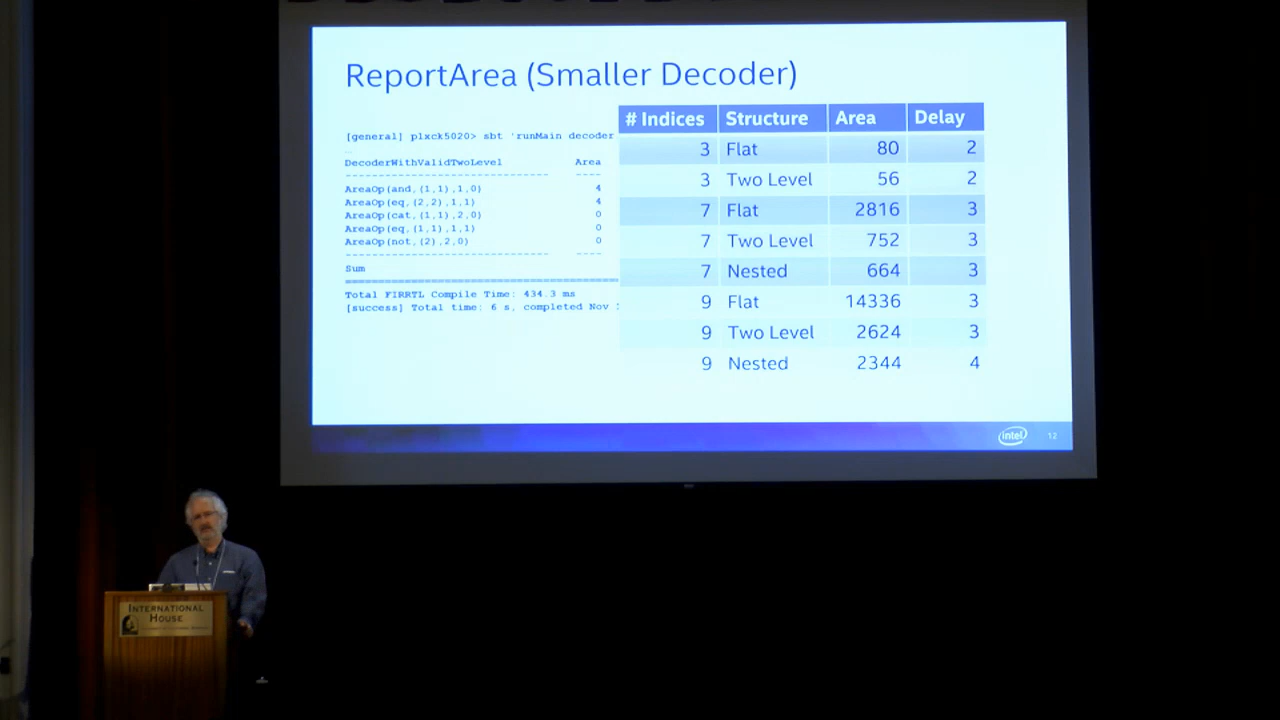 ReportArea (Smaller Decoder)
[general] plxck5020> sbt 'runMain decoder
…
DecoderWithValidTwoLevel Area
------------------------------ ----
AreaOp(and,(1,1),1,0) 4
AreaOp(eq,(2,2),1,1) 4
AreaOp(cat,(1,1),2,0) 0
AreaOp(eq,(1,1),1,1) 0
AreaOp(not,(2),2,0) 0
------------------------------ ----
Sum
Total FIRRTL Compile Time: 434.3 ms
[success] Total time: 6 s, completed Nov
# Indices Structure Area Delay
3 Flat 80 2
3 Two Level 56 2
7 Flat 2816 3
7 Two Level 752 3
7 Nested 664 3
9 Flat 14336 3
9 Two Level 2624 3
9 Nested 2344 4
intel 12
INTERNATIONAL
HOUSE